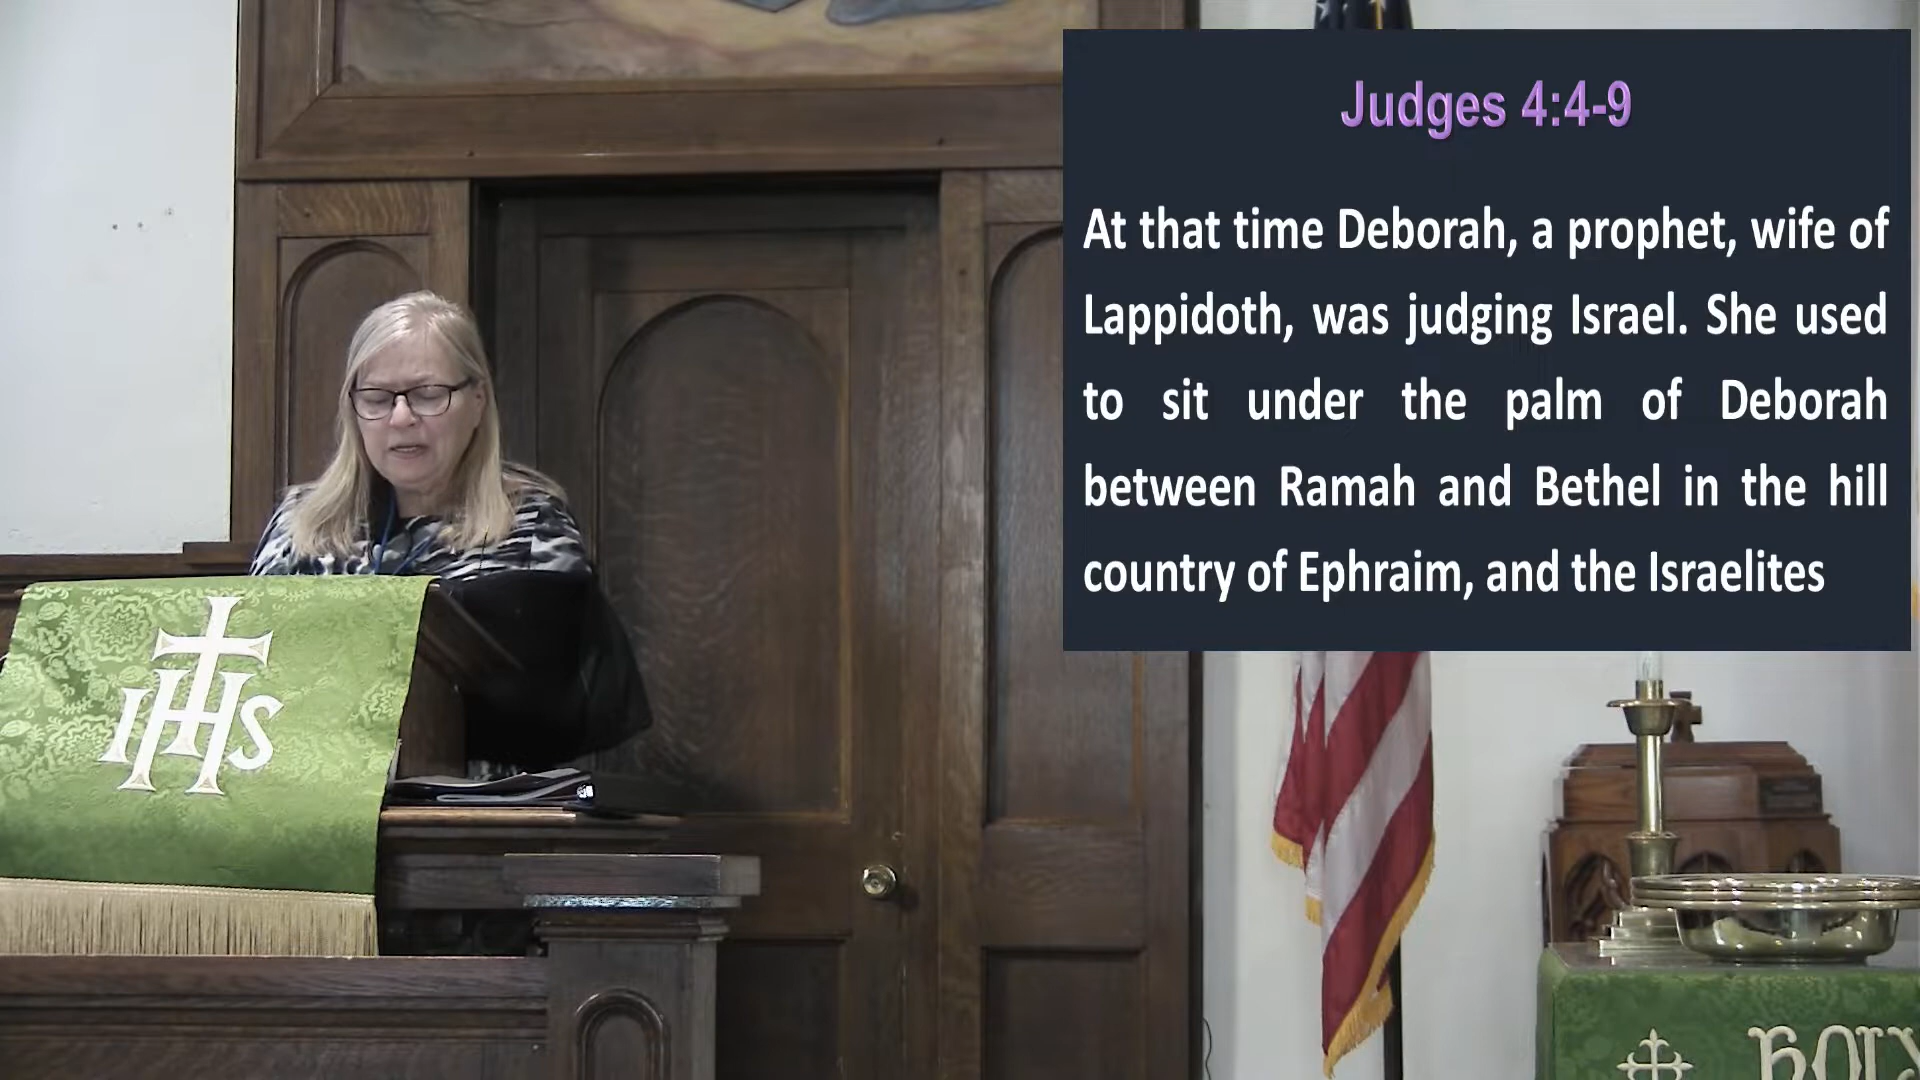 Judges 4:4-9
At that time Deborah, a prophet, wife of
Lappidoth, was judging Israel. She used
to sit under the palm of Deborah
between Ramah and Bethel in the hill
country of Ephraim, and the Israelites
IHS
HOLY